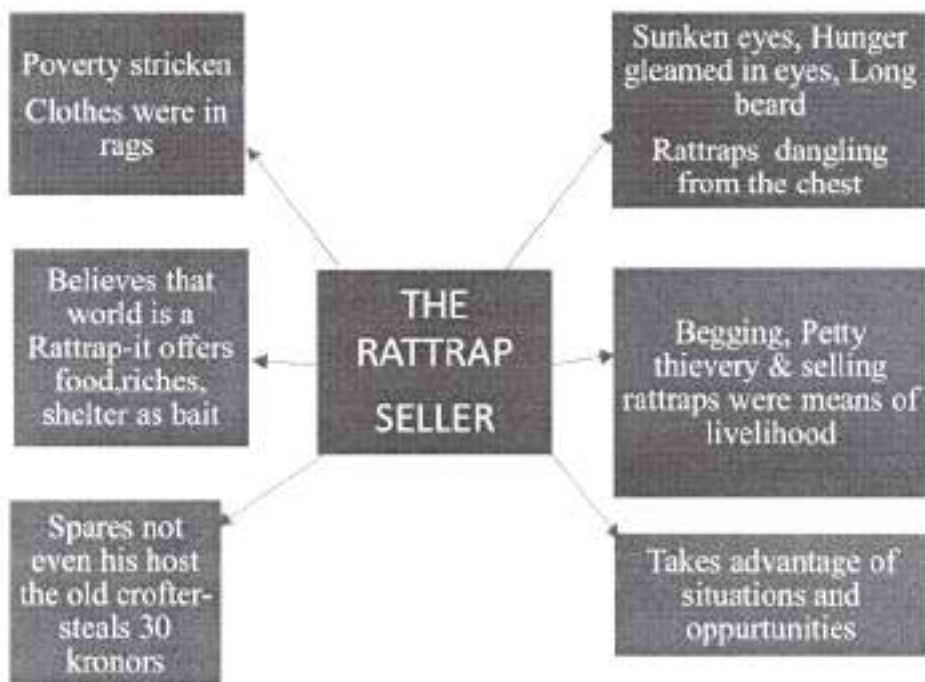 Poverty stricken
Clothes were in
rags
Sunken eyes, Hunger
gleamed in eyes, Long
beard
Rattraps dangling
from the chest
Believes that
world is a
Rattrap-it offers
food,riches,
shelter as bait
THE
RATTRAP
SELLER
Begging, Petty
thievery & selling
rattraps were means of
livelihood
Spares not
even his host
the old crofter-
steals 30
kronors
Takes advantage of
situations and
oppurtunities